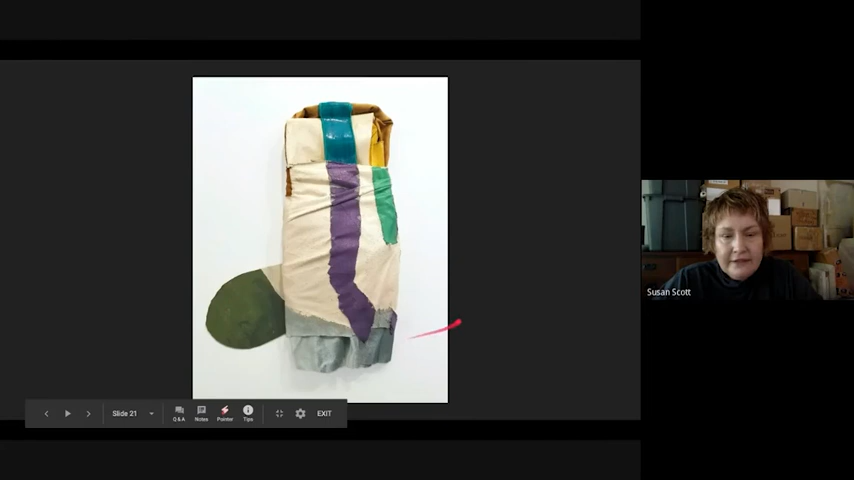 Susan Scott
Slide 21
Q & A
Notes
Pointer
Tips
EXIT